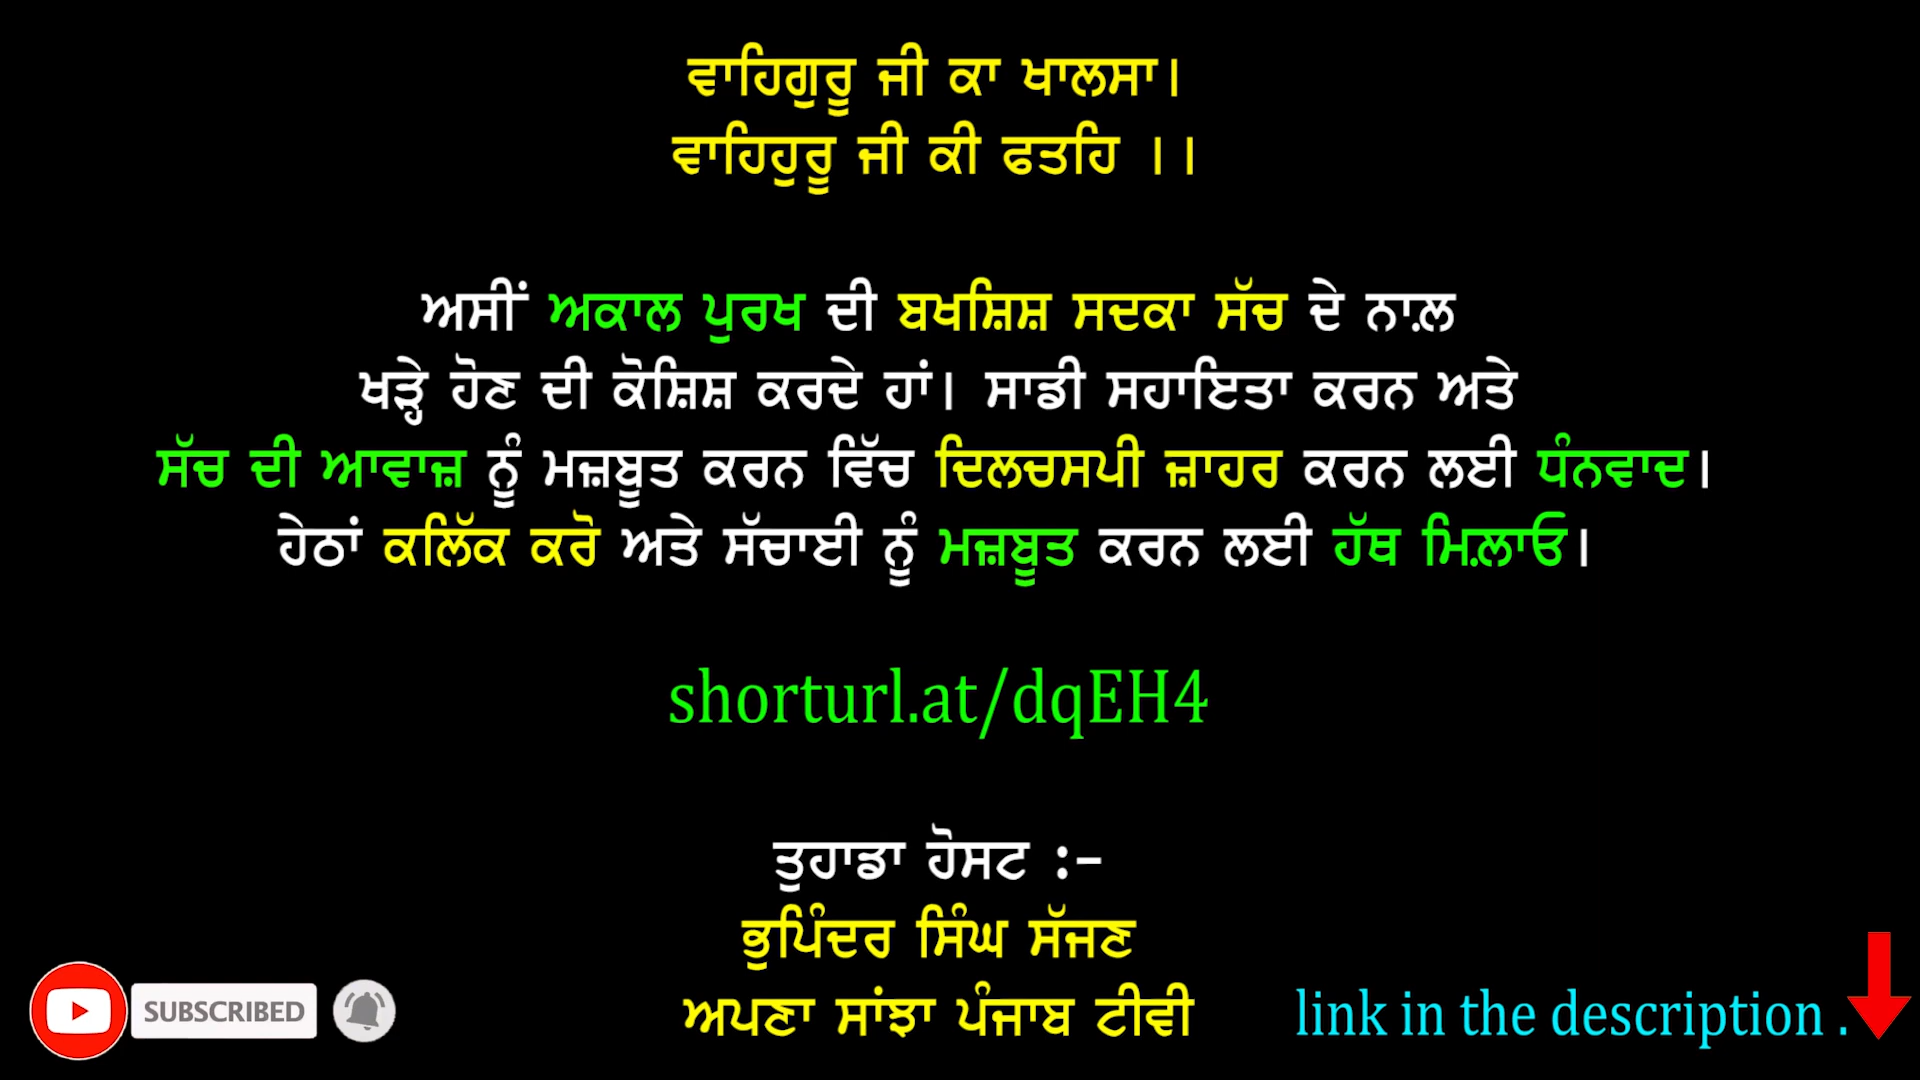 ਵਾਹਿਗੁਰੂ ਜੀ ਕਾ ਖਾਲਸਾ।
ਵਾਹਿਹੁਰੂ ਜੀ ਕੀ ਫਤਹਿ ।।
ਅਸੀਂ ਅਕਾਲ ਪੁਰਖ ਦੀ ਬਖਸ਼ਿਸ਼ ਸਦਕਾ ਸੱਚ ਦੇ ਨਾਲ਼
ਖੜ੍ਹੇ ਹੋਣ ਦੀ ਕੋਸ਼ਿਸ਼ ਕਰਦੇ ਹਾਂ। ਸਾਡੀ ਸਹਾਇਤਾ ਕਰਨ ਅਤੇ
ਸੱਚ ਦੀ ਆਵਾਜ਼ ਨੂੰ ਮਜ਼ਬੂਤ ਕਰਨ ਵਿੱਚ ਦਿਲਚਸਪੀ ਜ਼ਾਹਰ ਕਰਨ ਲਈ ਧੰਨਵਾਦ।
ਹੇਠਾਂ ਕਲਿੱਕ ਕਰੋ ਅਤੇ ਸੱਚਾਈ ਨੂੰ ਮਜ਼ਬੂਤ ਕਰਨ ਲਈ ਹੱਥ ਮਿਲ਼ਾਓ।
shorturl.at/dqEH4
ਤੁਹਾਡਾ ਹੋਸਟ :-
ਭੁਪਿੰਦਰ ਸਿੰਘ ਸੱਜਣ
ਅਪਣਾ ਸਾਂਝਾ ਪੰਜਾਬ ਟੀਵੀ
SUBSCRIBED
link in the description .